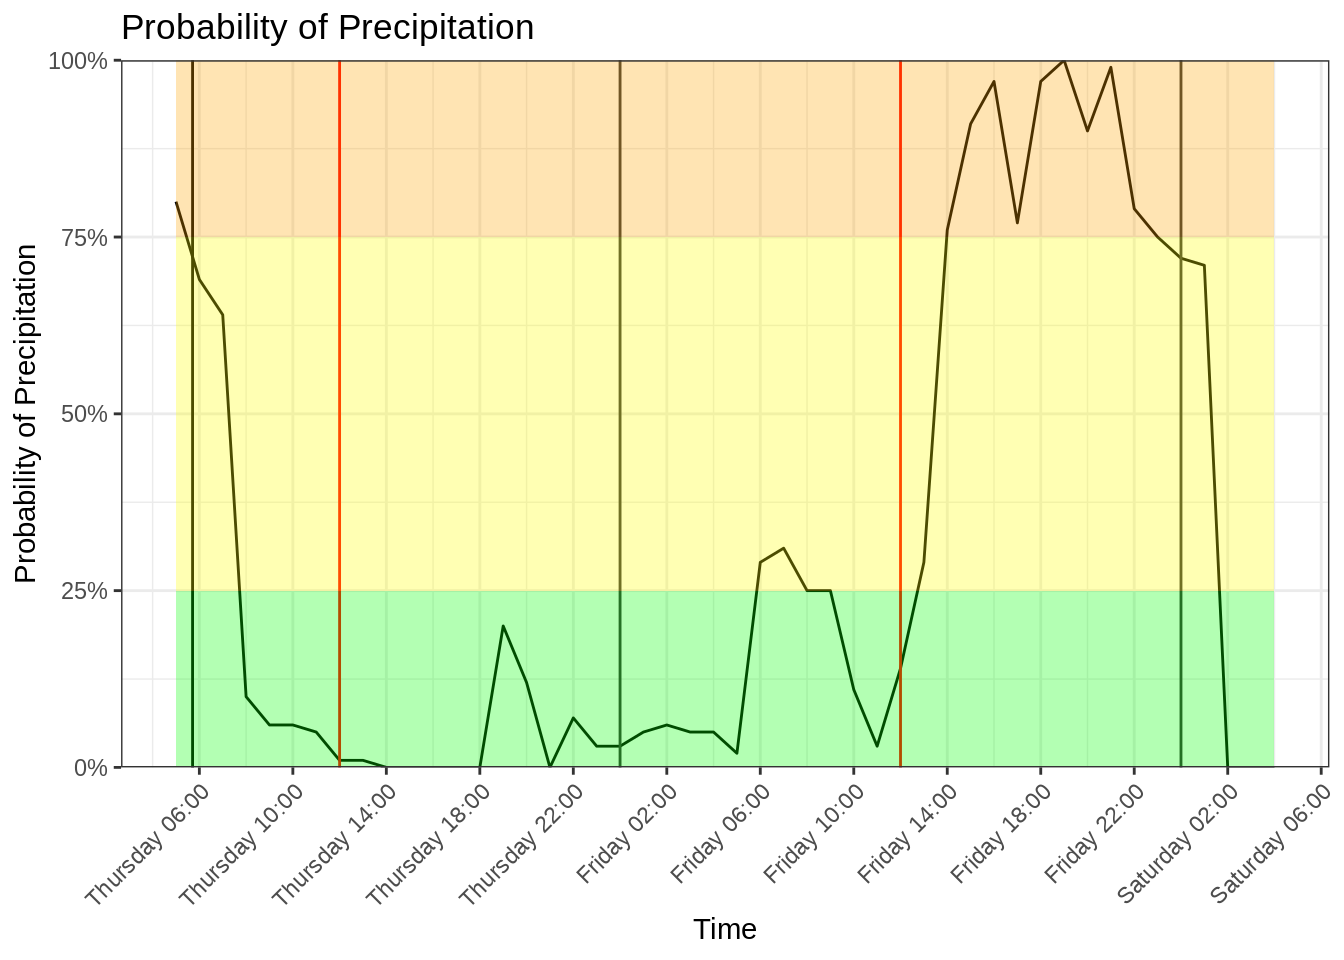 Probability of Precipitation
Probability of Precipitation
100%
75%
50%
25%
0%
Thursday 06:00
Thursday 10:00
Thursday 14:00
Thursday 18:00
Thursday 22:00
Friday 02:00
Friday 06:00
Friday 10:00
Friday 14:00
Friday 18:00
Friday 22:00
Saturday 02:00
Saturday 06:00
Time